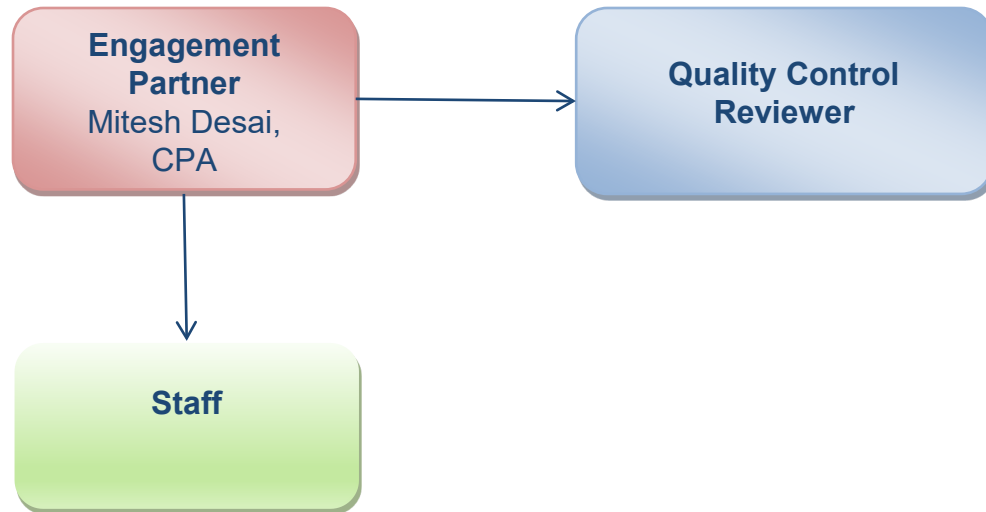 Engagement
Partner
Mitesh Desai,
CPA
Quality Control
Reviewer
Staff